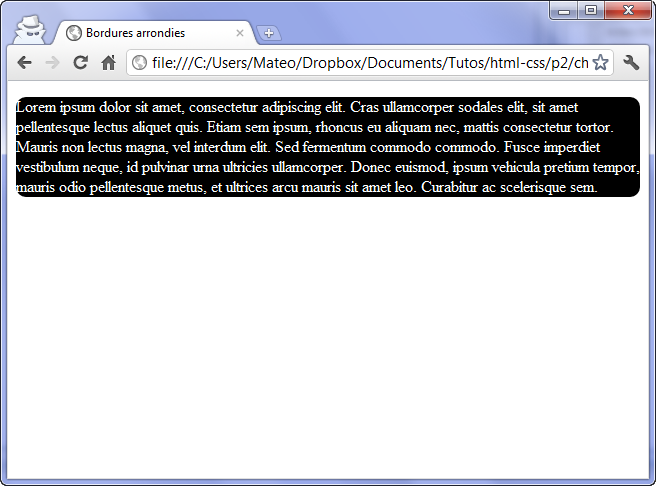 Bordures arrondies
file:///C:/Users/Mateo/Dropbox/Documents/Tutos/html-css/p2/ch
Lorem ipsum dolor sit amet, consectetur adipiscing elit. Cras ullamcorper sodales elit, sit amet
pellentesque lectus aliquet quis. Etiam sem ipsum, rhoncus eu aliquam nec, mattis consectetur tortor.
Mauris non lectus magna, vel interdum elit. Sed fermentum commodo commodo. Fusce imperdiet
vestibulum neque, id pulvinar urna ultricies ullamcorper. Donec euismod, ipsum vehicula pretium tempor,
mauris odio pellentesque metus, et ultrices arcu mauris sit amet leo. Curabitur ac scelerisque sem.